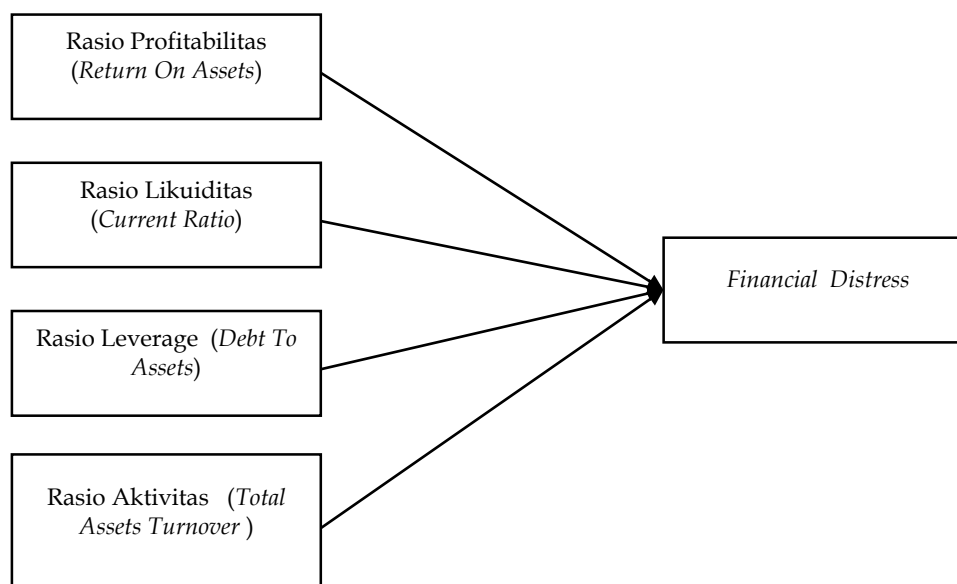 Rasio Profitabilitas
(Return On Assets)
Rasio Likuiditas
(Current Ratio)
Rasio Leverage (Debt To
Assets)
Rasio Aktivitas (Total
Assets Turnover )
Financial Distress